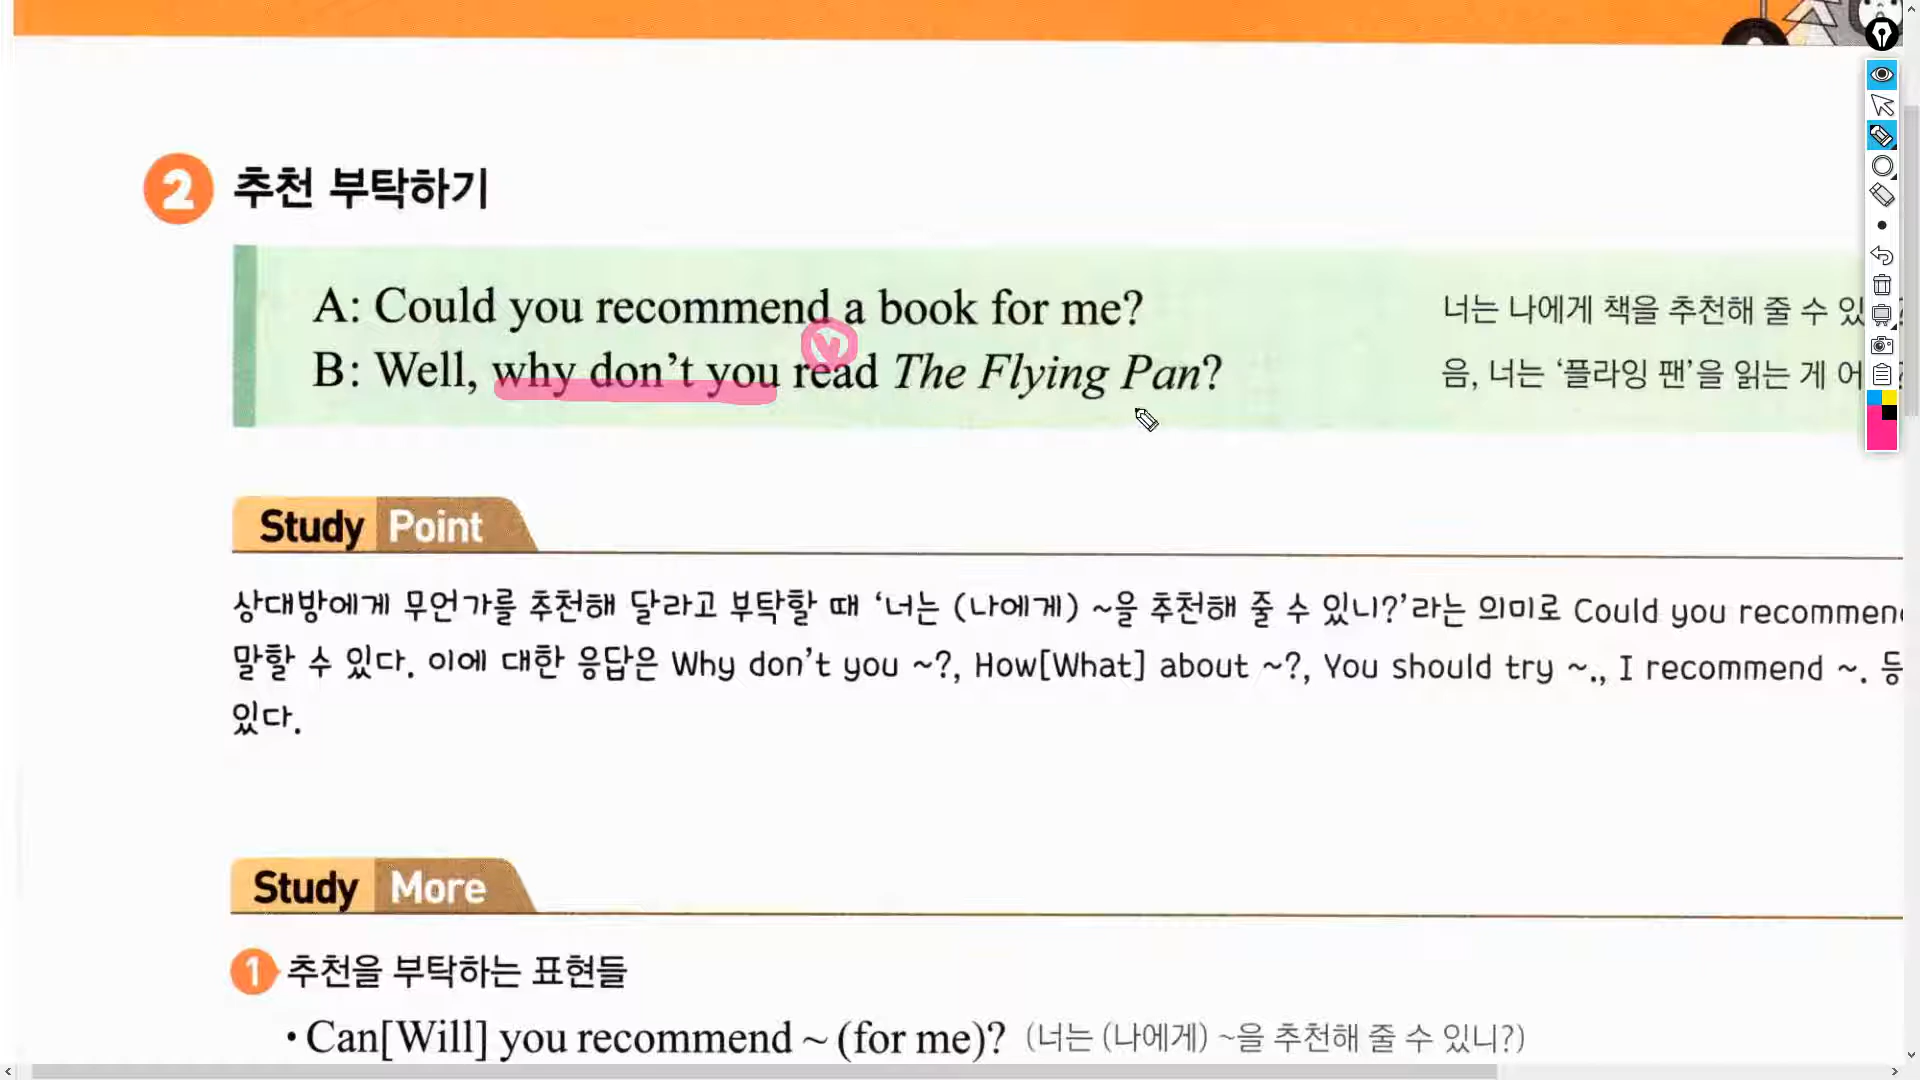 2 추천 부탁하기
A: Could you recommend a book for me? 너는 나에게 책을 추천해 줄 수 있
V
B: Well, why don't you read The Flying Pan? 음, 너는 '플라잉 팬'을 읽는 게 어
Study Point
상대방에게 무언가를 추천해 달라고 부탁할 때 '너는 (나에게) ~을 추천해 줄 수 있니?'라는 의미로 Could you recommen
말할 수 있다. 이에 대한 응답은 Why don't you ~?, How[What] about ~?, You should try ~., I recommend ~. 등
있다.
Study More
1 추천을 부탁하는 표현들
• Can[Will] you recommend ~ (for me)? (너는 (나에게) ~을 추천해 줄 수 있니?)